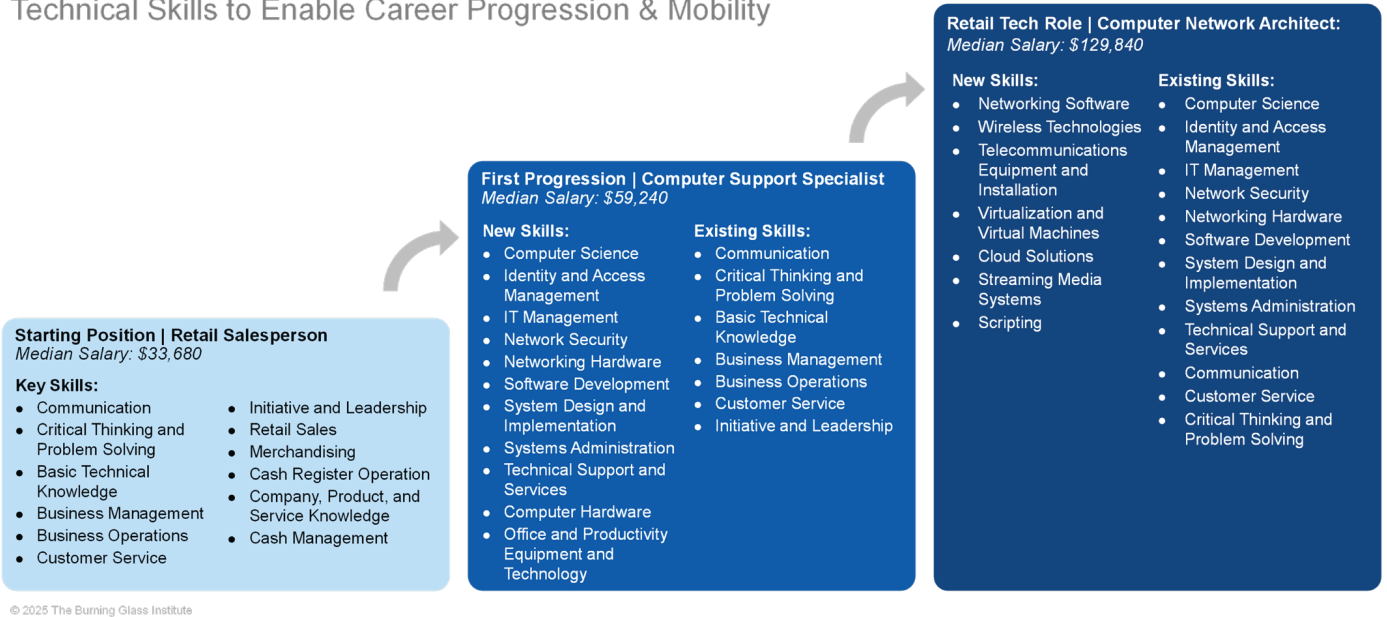 Technical Skills to Enable Career Progression & Mobility
Starting Position | Retail Salesperson
Median Salary: $33,680
Key Skills:
• Communication
• Critical Thinking and
Problem Solving
• Basic Technical
Knowledge
• Business Management
• Business Operations
• Customer Service
• Initiative and Leadership
• Retail Sales
• Merchandising
• Cash Register Operation
• Company, Product, and
Service Knowledge
• Cash Management
First Progression | Computer Support Specialist
Median Salary: $59,240
New Skills:
• Computer Science
• Identity and Access
Management
• IT Management
• Network Security
• Networking Hardware
• Software Development
• System Design and
Implementation
• Systems Administration
• Technical Support and
Services
• Computer Hardware
• Office and Productivity
Equipment and
Technology
Existing Skills:
• Communication
• Critical Thinking and
Problem Solving
• Basic Technical
Knowledge
• Business Management
• Business Operations
• Customer Service
• Initiative and Leadership
Retail Tech Role | Computer Network Architect:
Median Salary: $129,840
New Skills:
• Networking Software
• Wireless Technologies
• Telecommunications
Equipment and
Installation
• Virtualization and
Virtual Machines
• Cloud Solutions
• Streaming Media
Systems
• Scripting
Existing Skills:
• Computer Science
• Identity and Access
Management
• IT Management
• Network Security
• Networking Hardware
• Software Development
• System Design and
Implementation
• Systems Administration
• Technical Support and
Services
• Communication
• Customer Service
• Critical Thinking and
Problem Solving
© 2025 The Burning Glass Institute